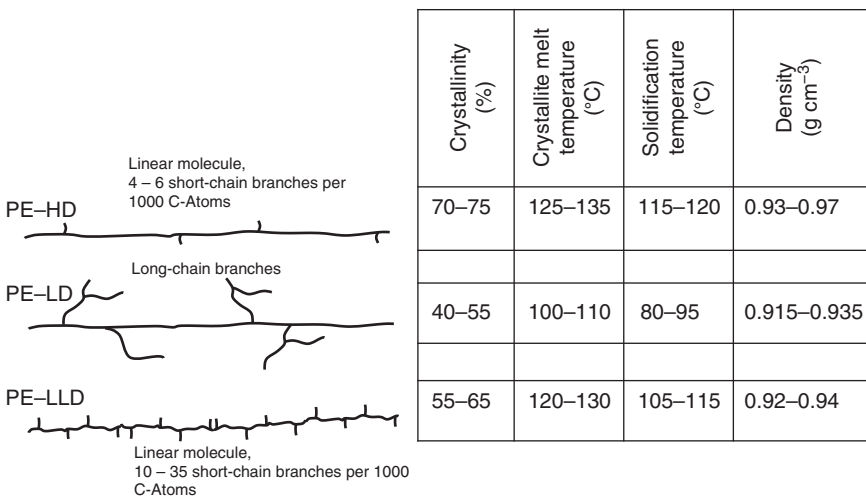 Crystallinity
(%)
Crystallite melt
temperature
(°C)
Solidification
temperature
(°C)
Density
(g cm⁻³)
Linear molecule,
4 – 6 short-chain branches per
1000 C-Atoms
PE–HD
70–75 125–135 115–120 0.93–0.97
Long-chain branches
PE–LD
40–55 100–110 80–95 0.915–0.935
PE–LLD
55–65 120–130 105–115 0.92–0.94
Linear molecule,
10 – 35 short-chain branches per 1000
C-Atoms